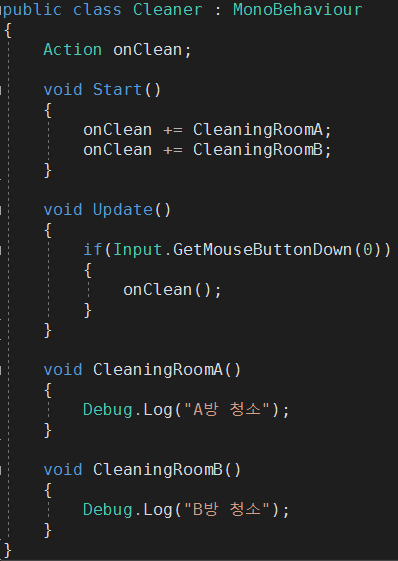 public class Cleaner : MonoBehaviour
{
    Action onClean;

    void Start()
    {
        onClean += CleaningRoomA;
        onClean += CleaningRoomB;
    }

    void Update()
    {
        if(Input.GetMouseButtonDown(0))
        {
            onClean();
        }
    }

    void CleaningRoomA()
    {
        Debug.Log("A방 청소");
    }

    void CleaningRoomB()
    {
        Debug.Log("B방 청소");
    }
}